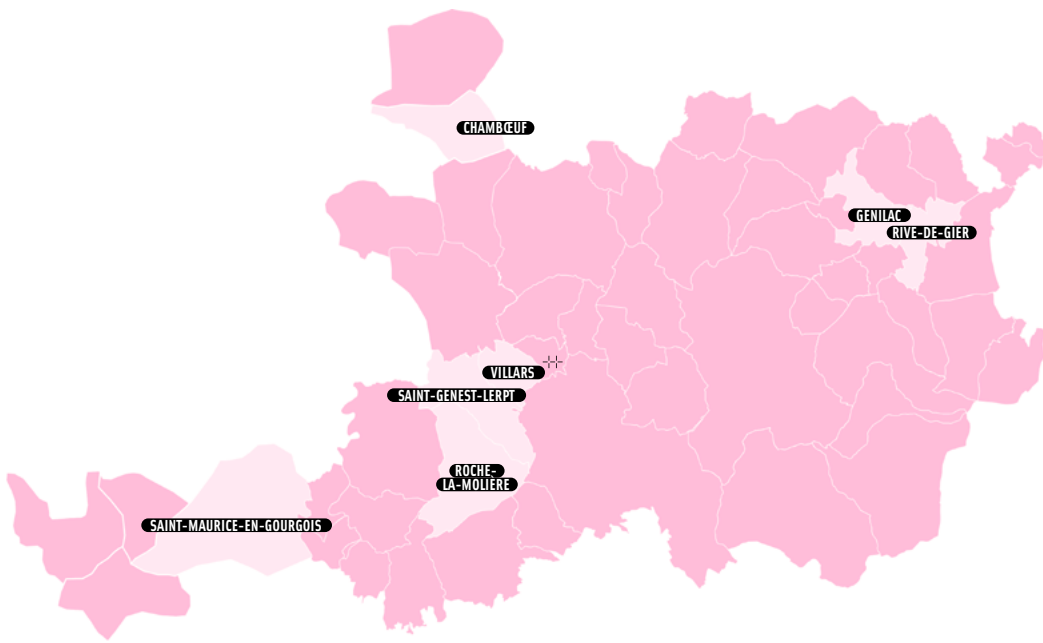 CHAMBŒUF
GENILAC
RIVE-DE-GIER
VILLARS
SAINT-GENEST-LERPT
ROCHE-
LA-MOLIÈRE
SAINT-MAURICE-EN-GOURGOIS